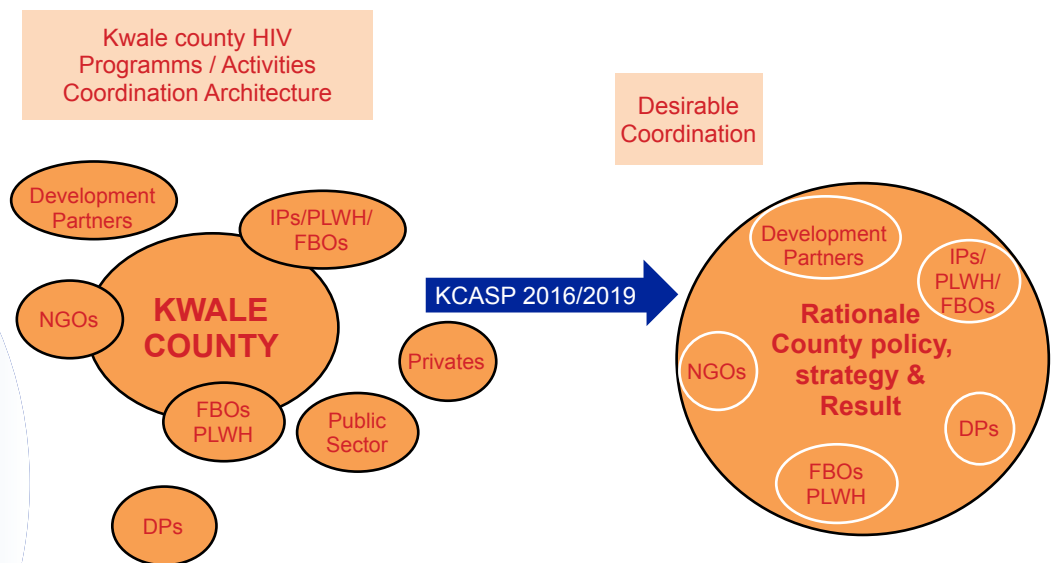 Kwale county HIV
Programms / Activities
Coordination Architecture
Desirable
Coordination
Development
Partners
IPs/PLWH/
FBOs
NGOs
KWALE
COUNTY
Privates
FBOs
PLWH
Public
Sector
DPs
KCASP 2016/2019
Development
Partners
IPs/
PLWH/
FBOs
NGOs
Rationale
County policy,
strategy &
Result
DPs
FBOs
PLWH